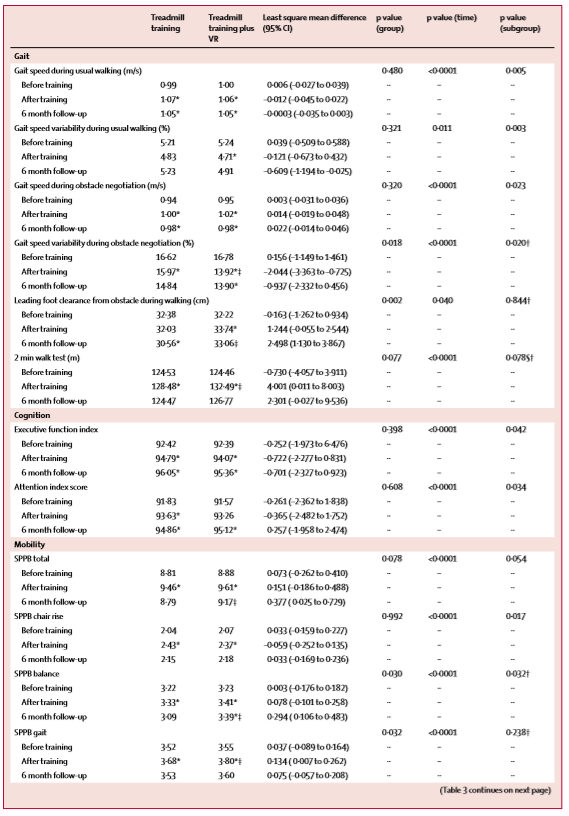 Treadmill training Treadmill training plus VR Least square mean difference (95% CI) p value (group) p value (time) p value (subgroup)
Gait
Gait speed during usual walking (m/s) 0·480 <0·0001 0·005
Before training 0·99 1·00 0·006 (–0·027 to 0·039) ·· ·· ··
After training 1·07* 1·06* –0·012 (–0·045 to 0·022) ·· ·· ··
6 month follow-up 1·05* 1·05* –0·0003 (–0·035 to 0·003) ·· ·· ··
Gait speed variability during usual walking (%) 0·321 0·011 0·003
Before training 5·21 5·24 0·039 (–0·509 to 0·588) ·· ·· ··
After training 4·83 4·71* –0·121 (–0·673 to 0·432) ·· ·· ··
6 month follow-up 5·23 4·91 –0·609 (–1·194 to –0·025) ·· ·· ··
Gait speed during obstacle negotiation (m/s) 0·320 <0·0001 0·023
Before training 0·94 0·95 0·003 (–0·031 to 0·036) ·· ·· ··
After training 1·00* 1·02* 0·014 (–0·019 to 0·048) ·· ·· ··
6 month follow-up 0·98* 0·98* 0·022 (–0·014 to 0·046) ·· ·· ··
Gait speed variability during obstacle negotiation (%) 0·018 <0·0001 0·020†
Before training 16·62 16·78 0·156 (–1·149 to 1·461) ·· ·· ··
After training 15·97* 13·92*‡ –2·044 (–3·363 to –0·725) ·· ·· ··
6 month follow-up 14·84 13·90* –0·937 (–2·332 to 0·456) ·· ·· ··
Leading foot clearance from obstacle during walking (cm) 0·002 0·040 0·844†
Before training 32·38 32·22 –0·163 (–1·262 to 0·934) ·· ·· ··
After training 32·03 33·74* 1·244 (–0·055 to 2·544) ·· ·· ··
6 month follow-up 30·56* 33·06‡ 2·498 (1·130 to 3·867) ·· ·· ··
2 min walk test (m) 0·077 <0·0001 0·078§†
Before training 124·53 124·46 –0·730 (–4·057 to 3·911) ·· ·· ··
After training 128·48* 132·49*‡ 4·001 (0·011 to 8·003) ·· ·· ··
6 month follow-up 124·47 126·77 2·301 (–0·027 to 9·536) ·· ·· ··
Cognition
Executive function index 0·398 <0·0001 0·042
Before training 92·42 92·39 –0·252 (–1·973 to 6·476) ·· ·· ··
After training 94·79* 94·07* –0·722 (–2·277 to 0·831) ·· ·· ··
6 month follow-up 96·05* 95·36* –0·701 (–2·327 to 0·923) ·· ·· ··
Attention index score 0·608 <0·0001 0·034
Before training 91·83 91·57 –0·261 (–2·362 to 1·838) ·· ·· ··
After training 93·63* 93·26 –0·365 (–2·482 to 1·752) ·· ·· ··
6 month follow-up 94·86* 95·12* 0·257 (–1·958 to 2·474) ·· ·· ··
Mobility
SPPB total 0·078 <0·0001 0·054
Before training 8·81 8·88 0·073 (–0·262 to 0·410) ·· ·· ··
After training 9·46* 9·61* 0·151 (–0·186 to 0·488) ·· ·· ··
6 month follow-up 8·79 9·17‡ 0·377 ( 0·025 to 0·729) ·· ·· ··
SPPB chair rise 0·992 <0·0001 0·017
Before training 2·04 2·07 0·033 (–0·159 to 0·227) ·· ·· ··
After training 2·43* 2·37* –0·059 (–0·252 to 0·135) ·· ·· ··
6 month follow-up 2·15 2·18 0·033 (–0·169 to 0·236) ·· ·· ··
SPPB balance 0·030 <0·0001 0·032†
Before training 3·22 3·23 0·003 (–0·176 to 0·182) ·· ·· ··
After training 3·33* 3·41* 0·078 (–0·101 to 0·258) ·· ·· ··
6 month follow-up 3·09 3·39*‡ 0·294 ( 0·106 to 0·483) ·· ·· ··
SPPB gait 0·032 <0·0001 0·238†
Before training 3·52 3·55 0·037 (–0·089 to 0·164) ·· ·· ··
After training 3·68* 3·80*‡ 0·134 ( 0·007 to 0·262) ·· ·· ··
6 month follow-up 3·53 3·60 0·075 (–0·057 to 0·208) ·· ·· ··
(Table 3 continues on next page)